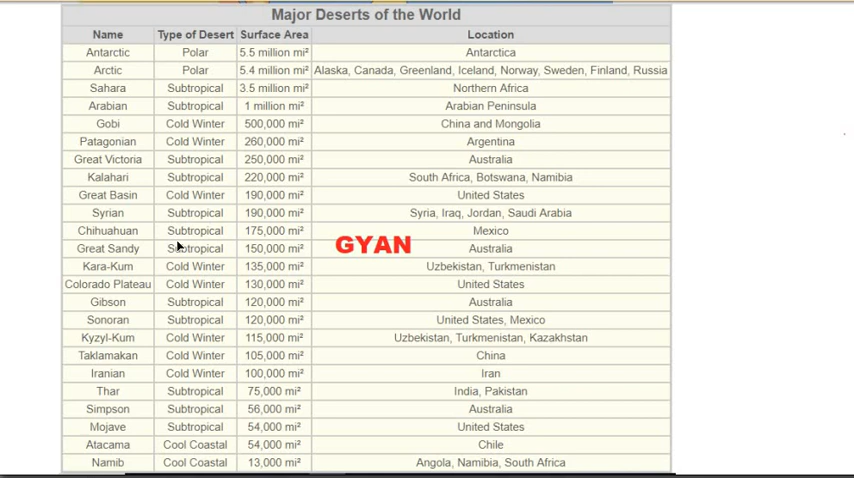 Major Deserts of the World
Name Type of Desert Surface Area Location
Antarctic Polar 5.5 million mi² Antarctica
Arctic Polar 5.4 million mi² Alaska, Canada, Greenland, Iceland, Norway, Sweden, Finland, Russia
Sahara Subtropical 3.5 million mi² Northern Africa
Arabian Subtropical 1 million mi² Arabian Peninsula
Gobi Cold Winter 500,000 mi² China and Mongolia
Patagonian Cold Winter 260,000 mi² Argentina
Great Victoria Subtropical 250,000 mi² Australia
Kalahari Subtropical 220,000 mi² South Africa, Botswana, Namibia
Great Basin Cold Winter 190,000 mi² United States
Syrian Subtropical 190,000 mi² Syria, Iraq, Jordan, Saudi Arabia
Chihuahuan Subtropical 175,000 mi² Mexico
Great Sandy Subtropical 150,000 mi² GYAN Australia
Kara-Kum Cold Winter 135,000 mi² Uzbekistan, Turkmenistan
Colorado Plateau Cold Winter 130,000 mi² United States
Gibson Subtropical 120,000 mi² Australia
Sonoran Subtropical 120,000 mi² United States, Mexico
Kyzyl-Kum Cold Winter 115,000 mi² Uzbekistan, Turkmenistan, Kazakhstan
Taklamakan Cold Winter 105,000 mi² China
Iranian Cold Winter 100,000 mi² Iran
Thar Subtropical 75,000 mi² India, Pakistan
Simpson Subtropical 56,000 mi² Australia
Mojave Subtropical 54,000 mi² United States
Atacama Cool Coastal 54,000 mi² Chile
Namib Cool Coastal 13,000 mi² Angola, Namibia, South Africa